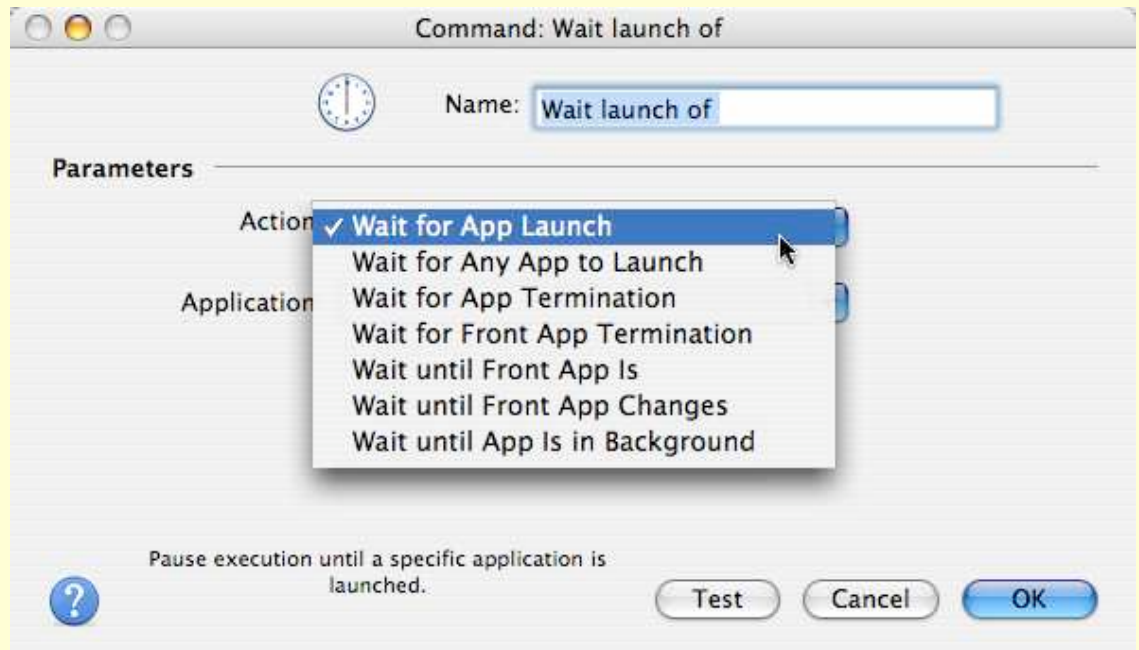 Command: Wait launch of
Name: Wait launch of
Parameters
Action ✓ Wait for App Launch
Wait for Any App to Launch
Application Wait for App Termination
Wait for Front App Termination
Wait until Front App Is
Wait until Front App Changes
Wait until App Is in Background
Pause execution until a specific application is
launched.
? Test Cancel OK